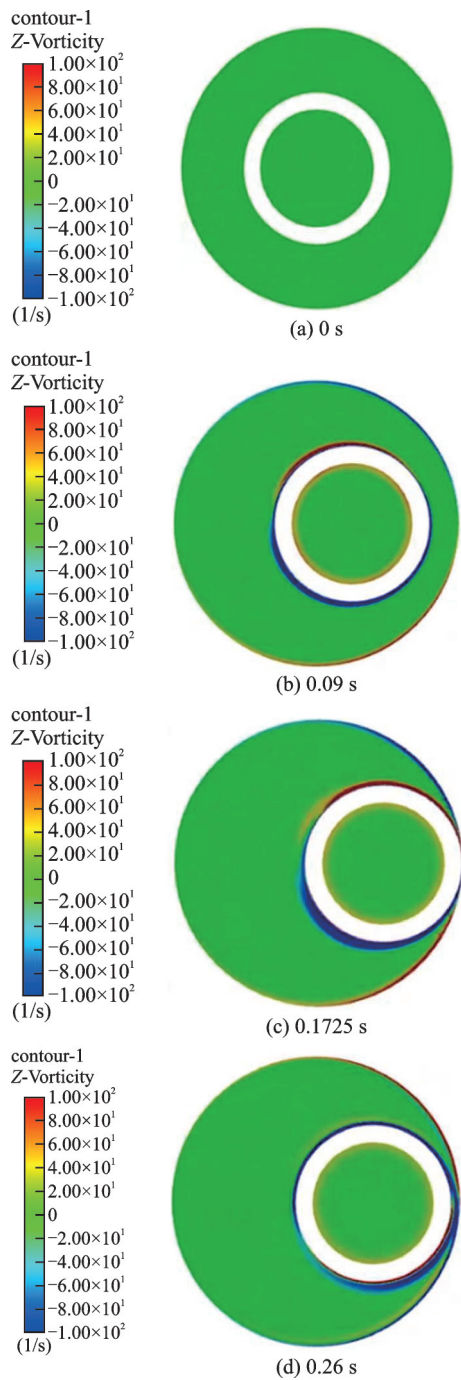 contour-1
Z-Vorticity
1.00×10²
8.00×10¹
6.00×10¹
4.00×10¹
2.00×10¹
0
−2.00×10¹
−4.00×10¹
−6.00×10¹
−8.00×10¹
−1.00×10²
(1/s)
(a) 0 s
contour-1
Z-Vorticity
1.00×10²
8.00×10¹
6.00×10¹
4.00×10¹
2.00×10¹
0
−2.00×10¹
−4.00×10¹
−6.00×10¹
−8.00×10¹
−1.00×10²
(1/s)
(b) 0.09 s
contour-1
Z-Vorticity
1.00×10²
8.00×10¹
6.00×10¹
4.00×10¹
2.00×10¹
0
−2.00×10¹
−4.00×10¹
−6.00×10¹
−8.00×10¹
−1.00×10²
(1/s)
(c) 0.1725 s
contour-1
Z-Vorticity
1.00×10²
8.00×10¹
6.00×10¹
4.00×10¹
2.00×10¹
0
−2.00×10¹
−4.00×10¹
−6.00×10¹
−8.00×10¹
−1.00×10²
(1/s)
(d) 0.26 s